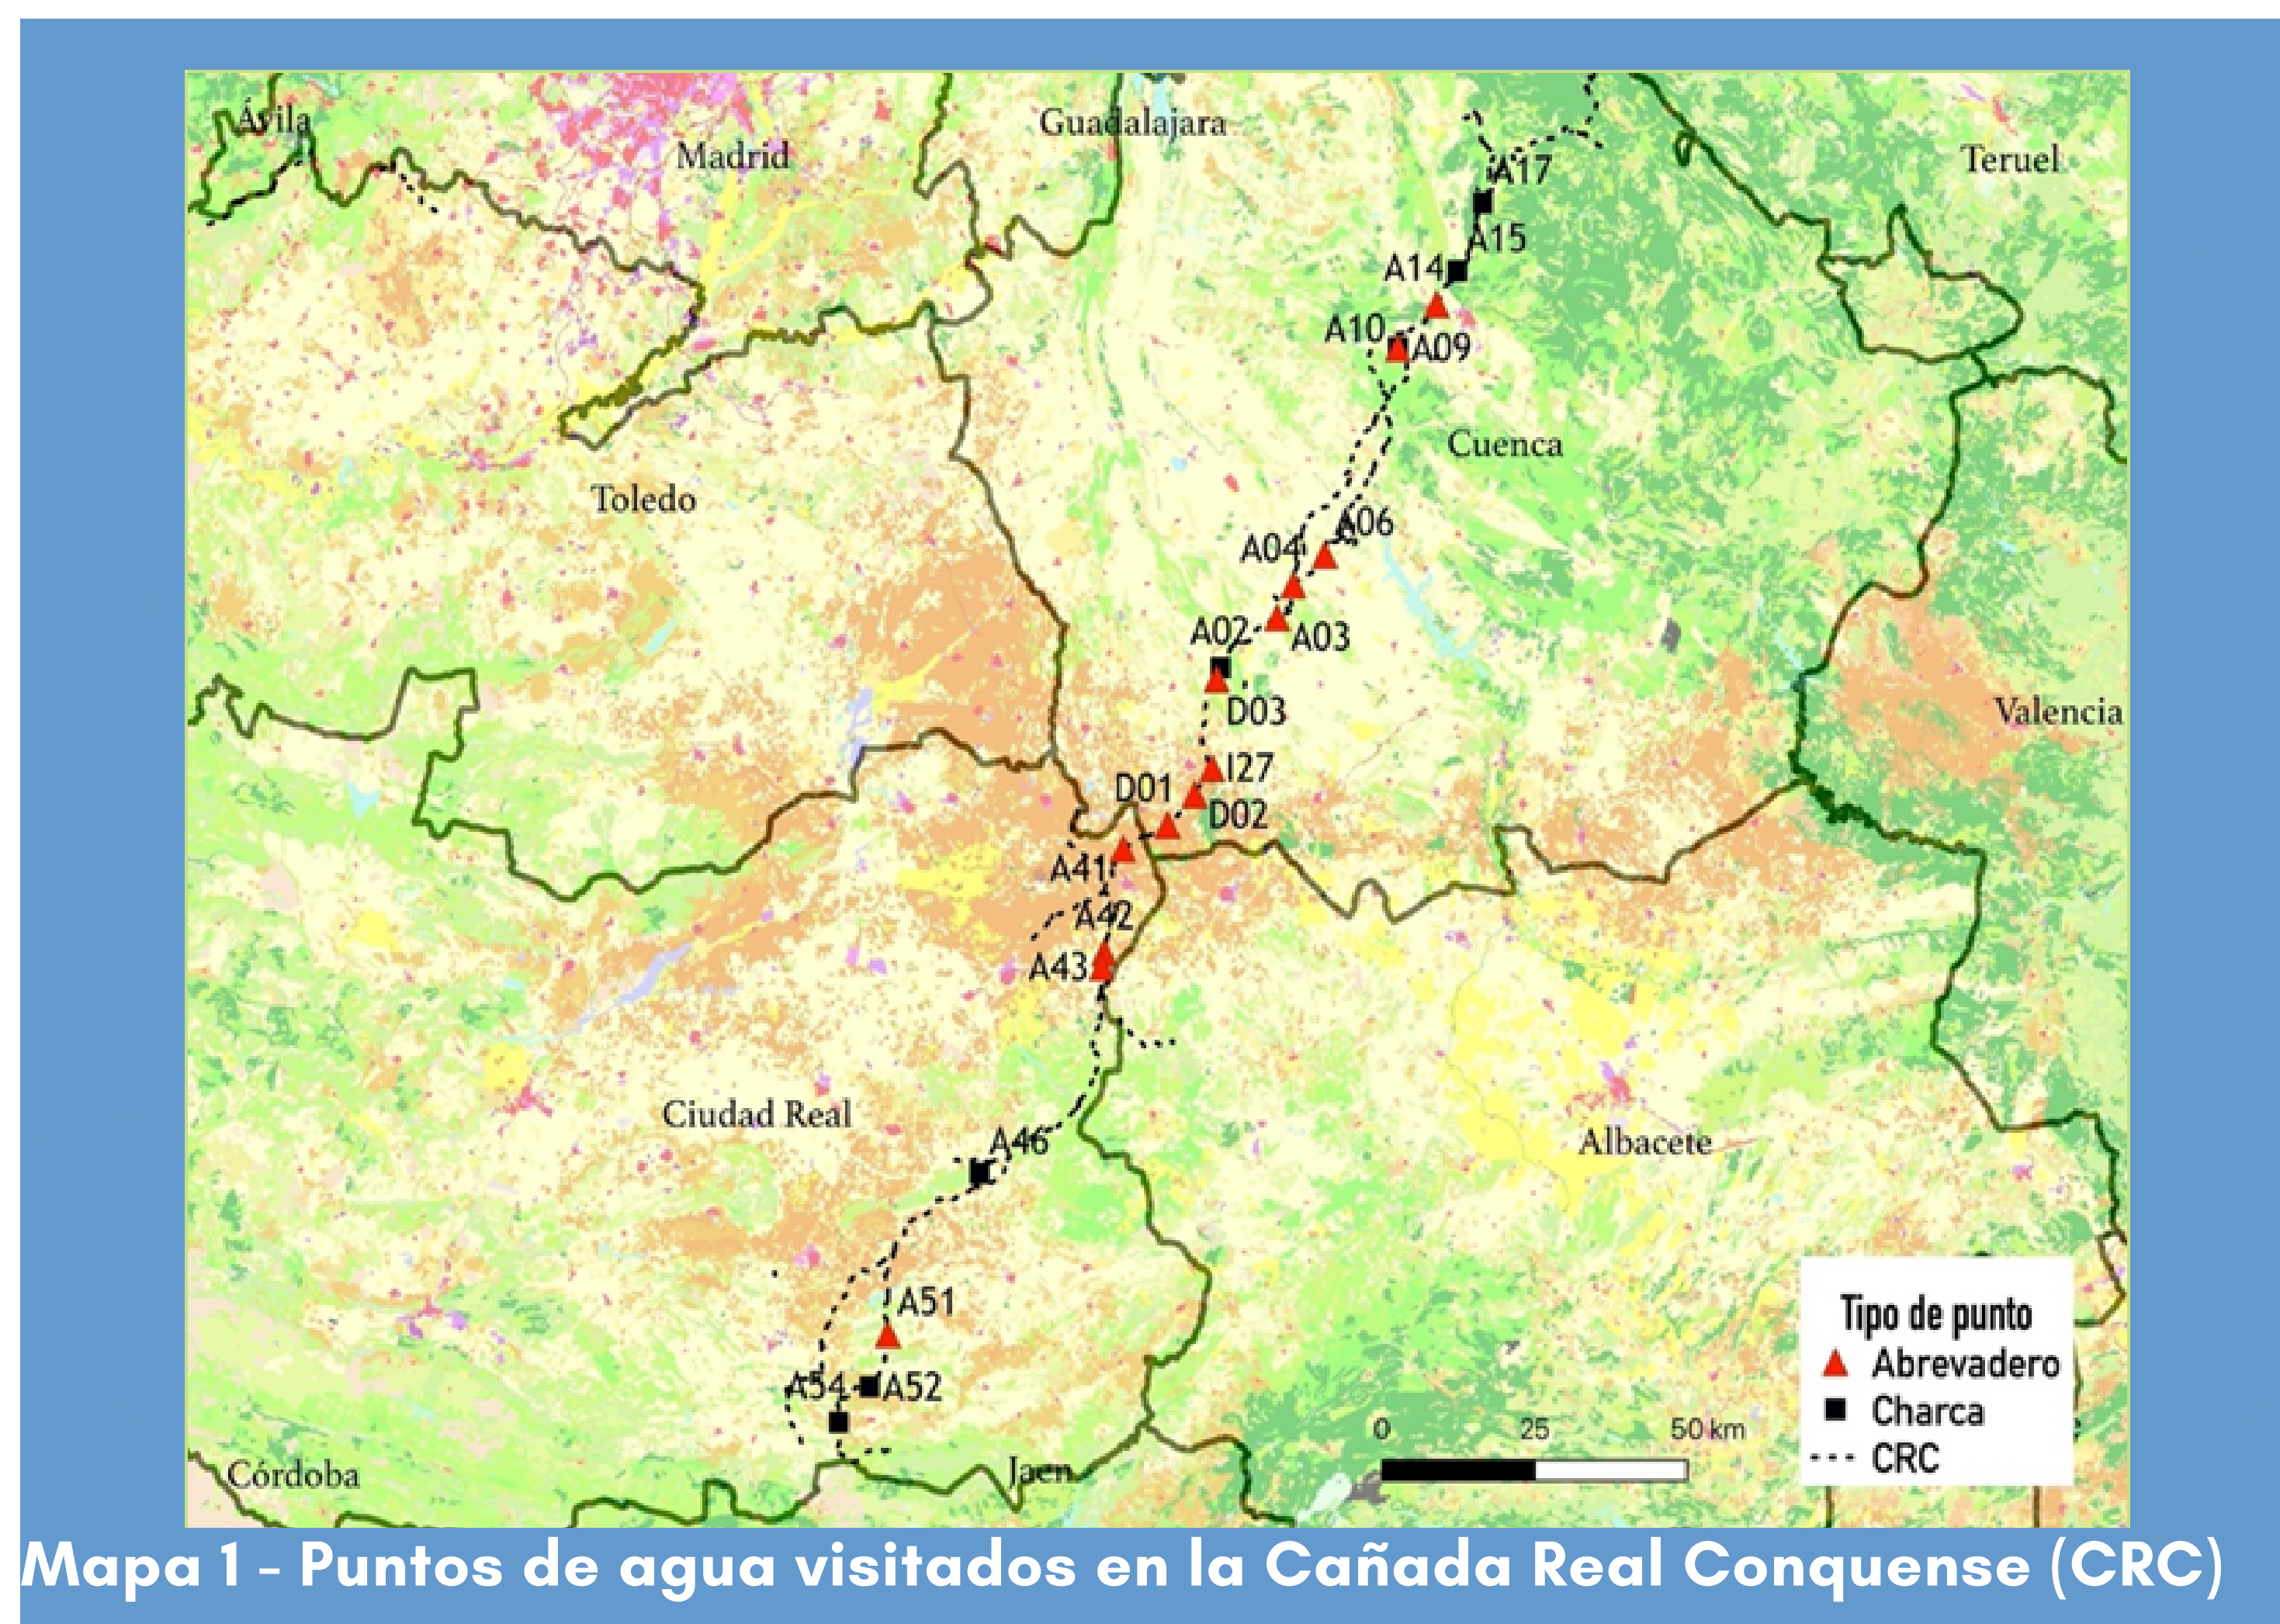 Ávila
Guadalajara
Madrid
Teruel
A17
A15
A14
A10
A09
Cuenca
Toledo
A06
A04
A02
A03
D03
Valencia
I27
D01
D02
A41
A42
A43
Ciudad Real
A46
Albacete
A51
A54
A52
Córdoba
Jaen
0 25 50 km
Tipo de punto
Abrevadero
Charca
CRC
Mapa 1 - Puntos de agua visitados en la Cañada Real Conquense (CRC)